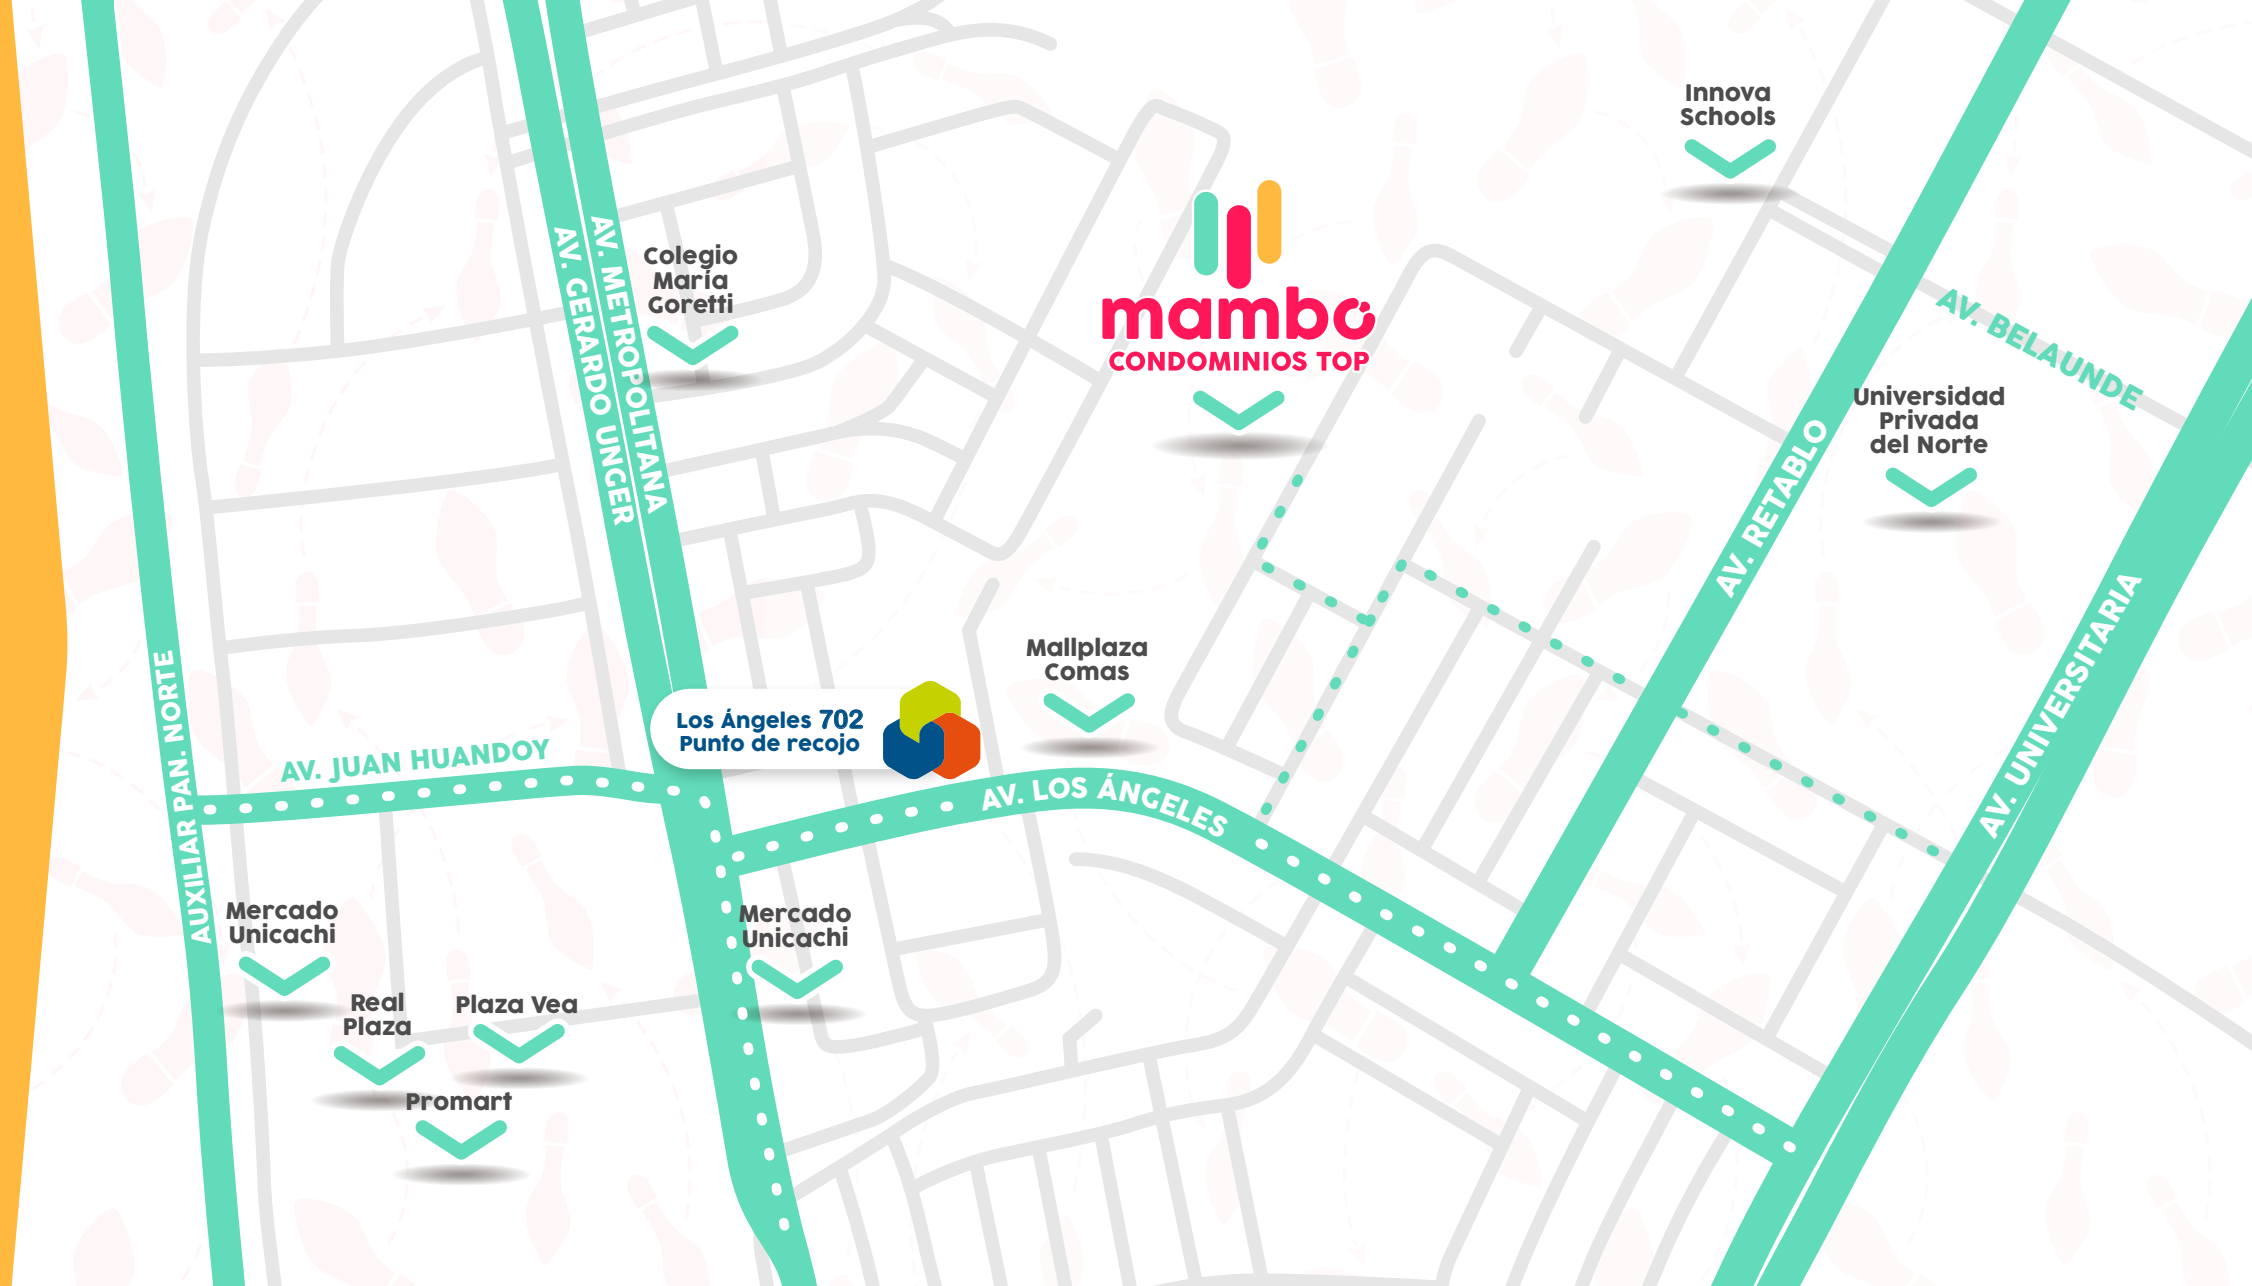 Innova
Schools
mambo
CONDOMINIOS TOP
Colegio
María
Goretti
AV. METROPOLITANA
AV. GERARDO UNGER
AV. BELAUNDE
Universidad
Privada
del Norte
AV. RETABLO
AV. UNIVERSITARIA
Mallplaza
Comas
Los Ángeles 702
Punto de recojo
AV. JUAN HUANDOY
AV. LOS ÁNGELES
AUXILIAR PAN. NORTE
Mercado
Unicachi
Mercado
Unicachi
Real
Plaza
Plaza Vea
Promart